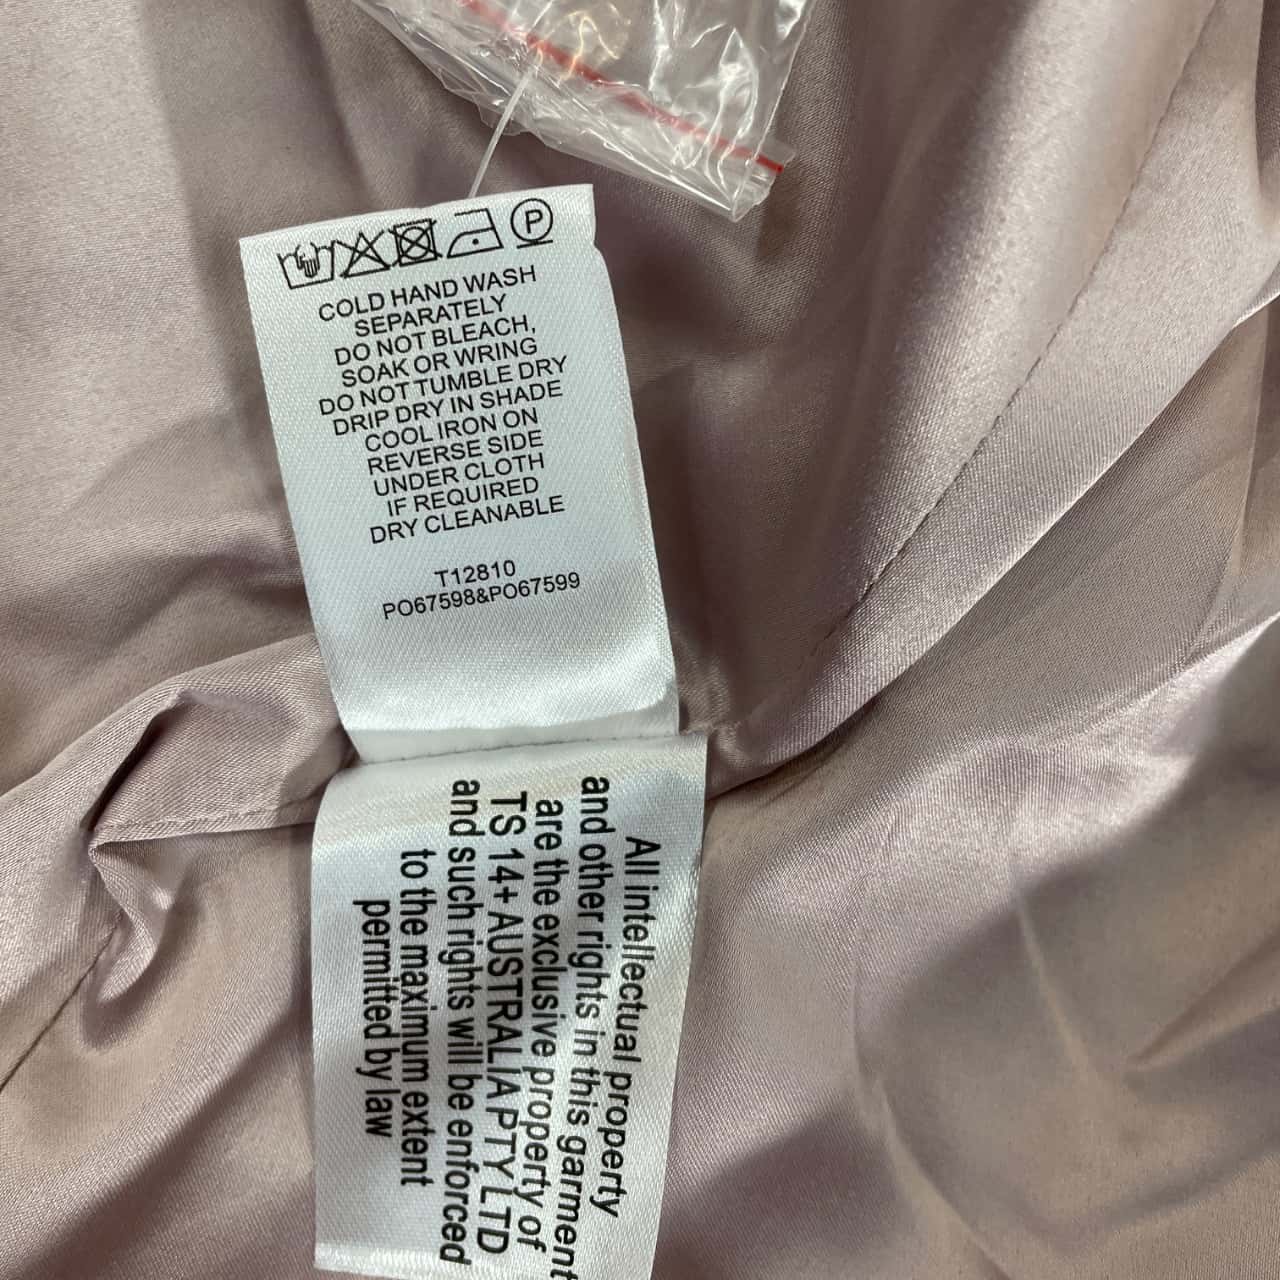 P
COLD HAND WASH
SEPARATELY
DO NOT BLEACH,
SOAK OR WRING
DO NOT TUMBLE DRY
DRIP DRY IN SHADE
COOL IRON ON
REVERSE SIDE
UNDER CLOTH
IF REQUIRED
DRY CLEANABLE
T12810
PO67598&PO67599
All intellectual property
and other rights in this garment
are the exclusive property of
TS 14+ AUSTRALIA PTY LTD
and such rights will be enforced
to the maximum extent
permitted by law